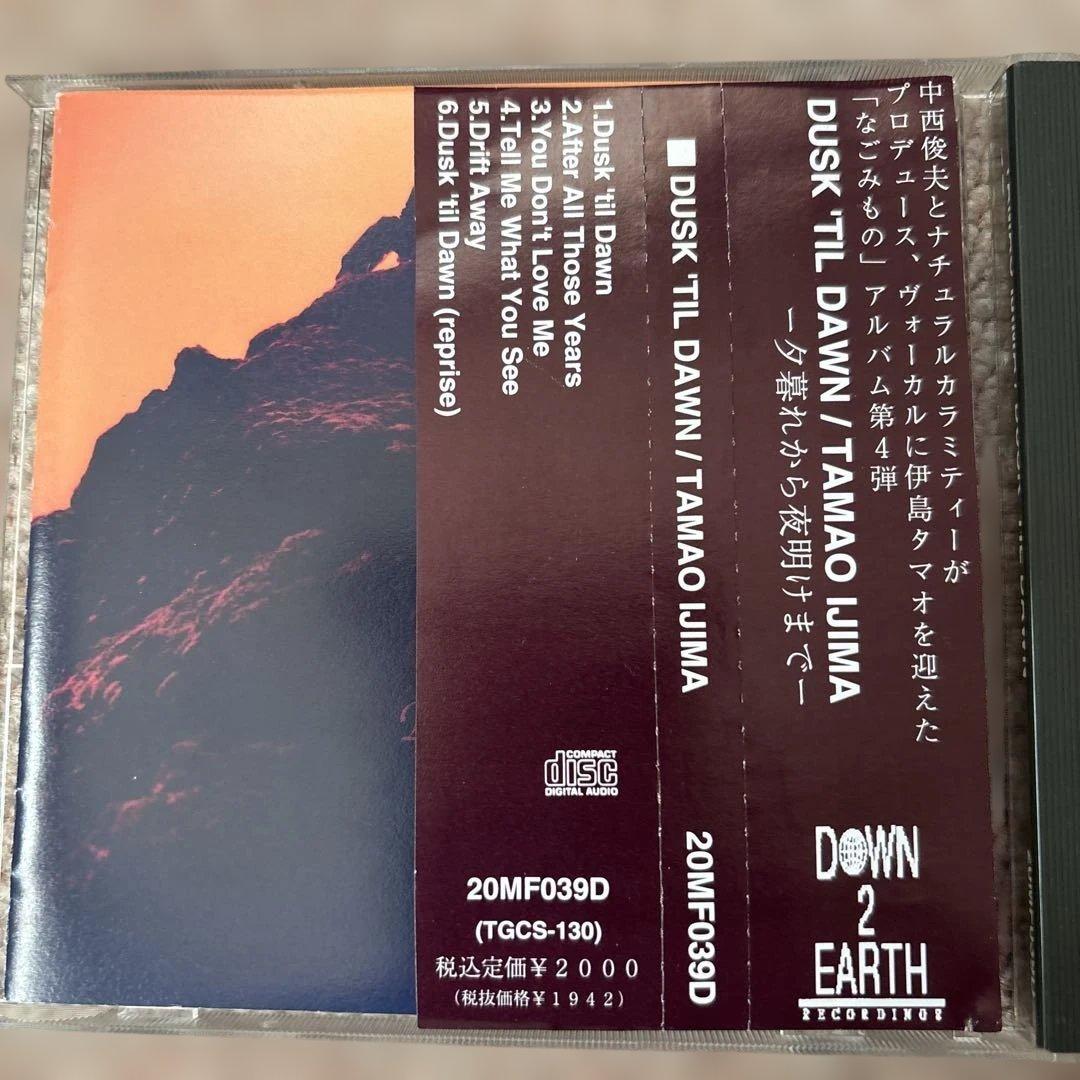 中西俊夫とナチュラルカラミティーが
プロデュース、ヴォーカルに伊島タマオを迎えた
「なごみもの」アルバム第4弾
DUSK 'TIL DAWN / TAMAO IJIMA
ー夕暮れから夜明けまでー
DOWN
2
EARTH
RECORDINGS
■ DUSK 'TIL DAWN / TAMAO IJIMA
20MF039D
1.Dusk 'til Dawn
2.After All Those Years
3.You Don't Love Me
4.Tell Me What You See
5.Drift Away
6.Dusk 'til Dawn (reprise)
COMPACT
disc
DIGITAL AUDIO
20MF039D
(TGCS-130)
税込定価￥2000
(税抜価格￥1942)